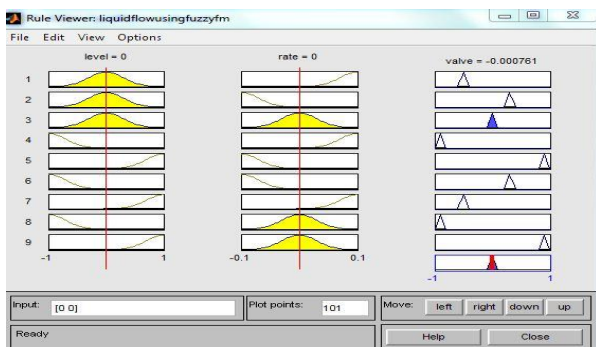 Rule Viewer: liquidflowusingfuzzyfm
File Edit View Options
level = 0
rate = 0
valve = -0.000761
1
2
3
4
5
6
7
8
9
-1 1
-0.1 0.1
-1 1
Input: [0 0]
Plot points: 101
Move: left right down up
Ready
Help Close